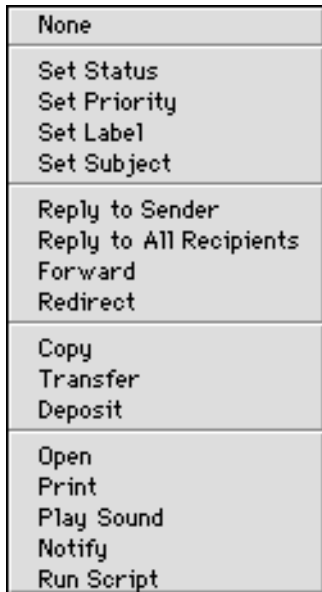 None
Set Status
Set Priority
Set Label
Set Subject
Reply to Sender
Reply to All Recipients
Forward
Redirect
Copy
Transfer
Deposit
Open
Print
Play Sound
Notify
Run Script